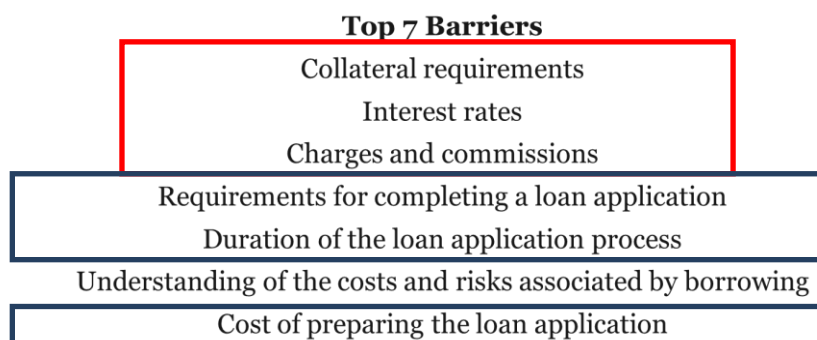 Top 7 Barriers
Collateral requirements
Interest rates
Charges and commissions
Requirements for completing a loan application
Duration of the loan application process
Understanding of the costs and risks associated by borrowing
Cost of preparing the loan application